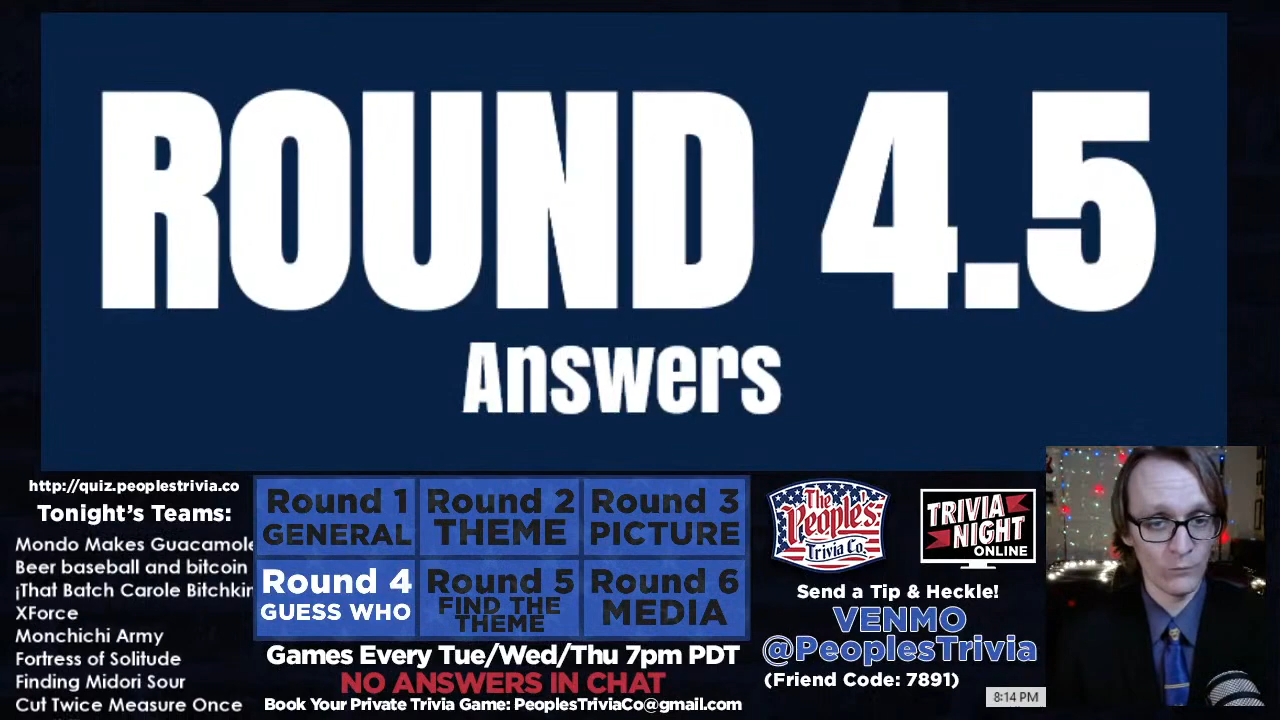 ROUND 4.5
Answers
http://quiz.peoplestrivia.co
Tonight's Teams:
Mondo Makes Guacamole
Beer baseball and bitcoin
¡That Batch Carole Bitchkin
XForce
Monchichi Army
Fortress of Solitude
Finding Midori Sour
Cut Twice Measure Once
Round 1
GENERAL
Round 2
THEME
Round 3
PICTURE
Round 4
GUESS WHO
Round 5
FIND THE
THEME
Round 6
MEDIA
Games Every Tue/Wed/Thu 7pm PDT
NO ANSWERS IN CHAT
Book Your Private Trivia Game: PeoplesTriviaCo@gmail.com
The
People's
Trivia Co.
TRIVIA
NIGHT
ONLINE
Send a Tip & Heckle!
VENMO
@PeoplesTrivia
(Friend Code: 7891)
8:14 PM